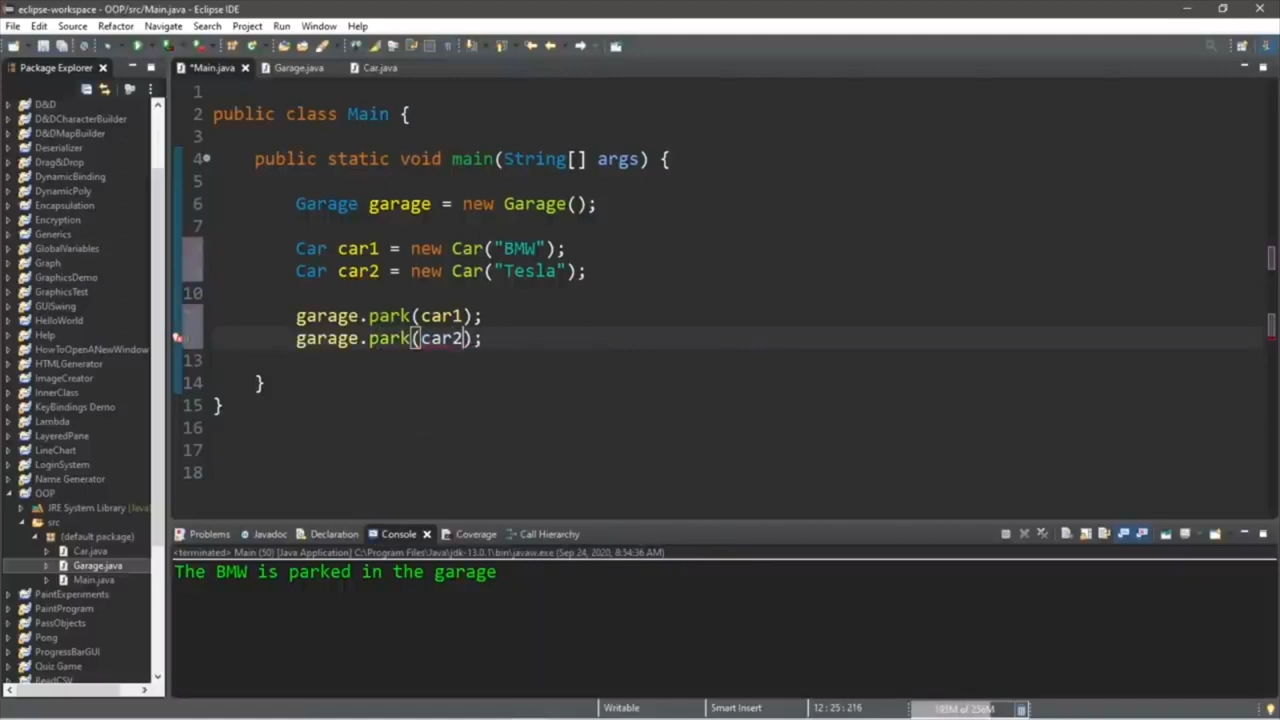 eclipse-workspace - OOP/src/Main.java - Eclipse IDE
File Edit Source Refactor Navigate Search Project Run Window Help
Package Explorer
*Main.java Garage.java Car.java
D&D
D&DCharacterBuilder
D&DMapBuilder
Deserializer
Drag&Drop
DynamicBinding
DynamicPoly
Encapsulation
Encryption
Generics
GlobalVariables
Graph
GraphicsDemo
GraphicsTest
GUISwing
HelloWorld
Help
HowToOpenANewWindow
HTMLGenerator
ImageCreator
InnerClass
KeyBindings Demo
Lambda
LayeredPane
LineChart
LoginSystem
Name Generator
OOP
JRE System Library [Java
src
(default package)
Car.java
Garage.java
Main.java
PaintExperiments
PaintProgram
PassObjects
Pong
ProgressBarGUI
Quiz Game
ReadCSV
1
2 public class Main {
3
4 public static void main(String[] args) {
5
6 Garage garage = new Garage();
7
Car car1 = new Car("BMW");
Car car2 = new Car("Tesla");
10
garage.park(car1);
garage.park(car2);
13
14 }
15 }
16
17
18
Problems Javadoc Declaration Console Coverage Call Hierarchy
<terminated> Main (50) [Java Application] C:\Program Files\Java\jdk-13.0.1\bin\javaw.exe (Sep 24, 2020, 8:54:36 AM)
The BMW is parked in the garage
Writable Smart Insert 12 : 25 : 216